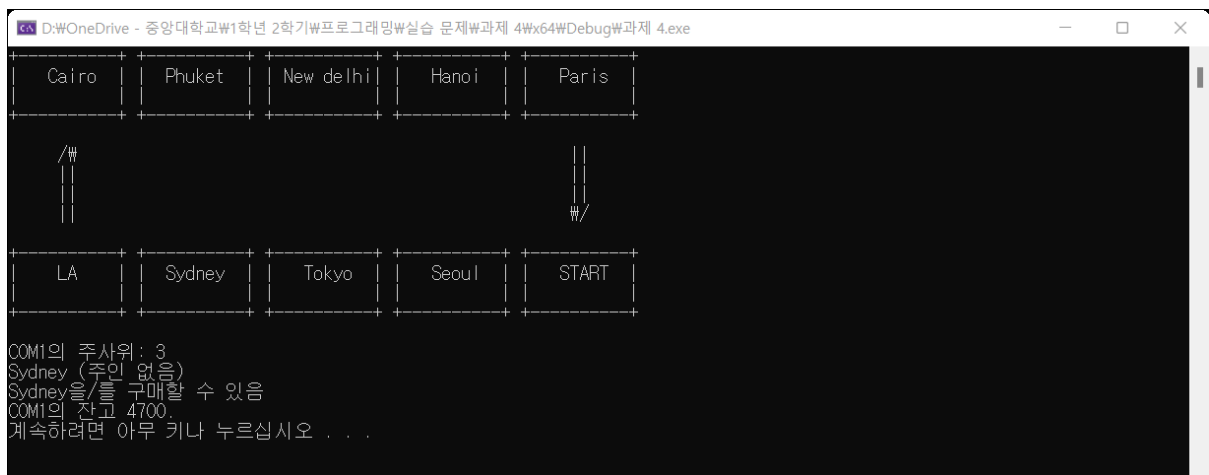 D:₩OneDrive - 중앙대학교₩1학년 2학기₩프로그래밍₩실습 문제₩과제 4₩x64₩Debug₩과제 4.exe
+----------+ +----------+ +----------+ +----------+ +----------+
|   Cairo  | |  Phuket  | | New delhi| |   Hanoi  | |   Paris  |
|          | |          | |          | |          | |          |
+----------+ +----------+ +----------+ +----------+ +----------+
/₩ ||
|| ||
|| ||
|| ₩/
+----------+ +----------+ +----------+ +----------+ +----------+
|    LA    | |  Sydney  | |   Tokyo  | |   Seoul  | |   START  |
|          | |          | |          | |          | |          |
+----------+ +----------+ +----------+ +----------+ +----------+
COM1의 주사위: 3
Sydney (주인 없음)
Sydney을/를 구매할 수 있음
COM1의 잔고 4700.
계속하려면 아무 키나 누르십시오 . . .